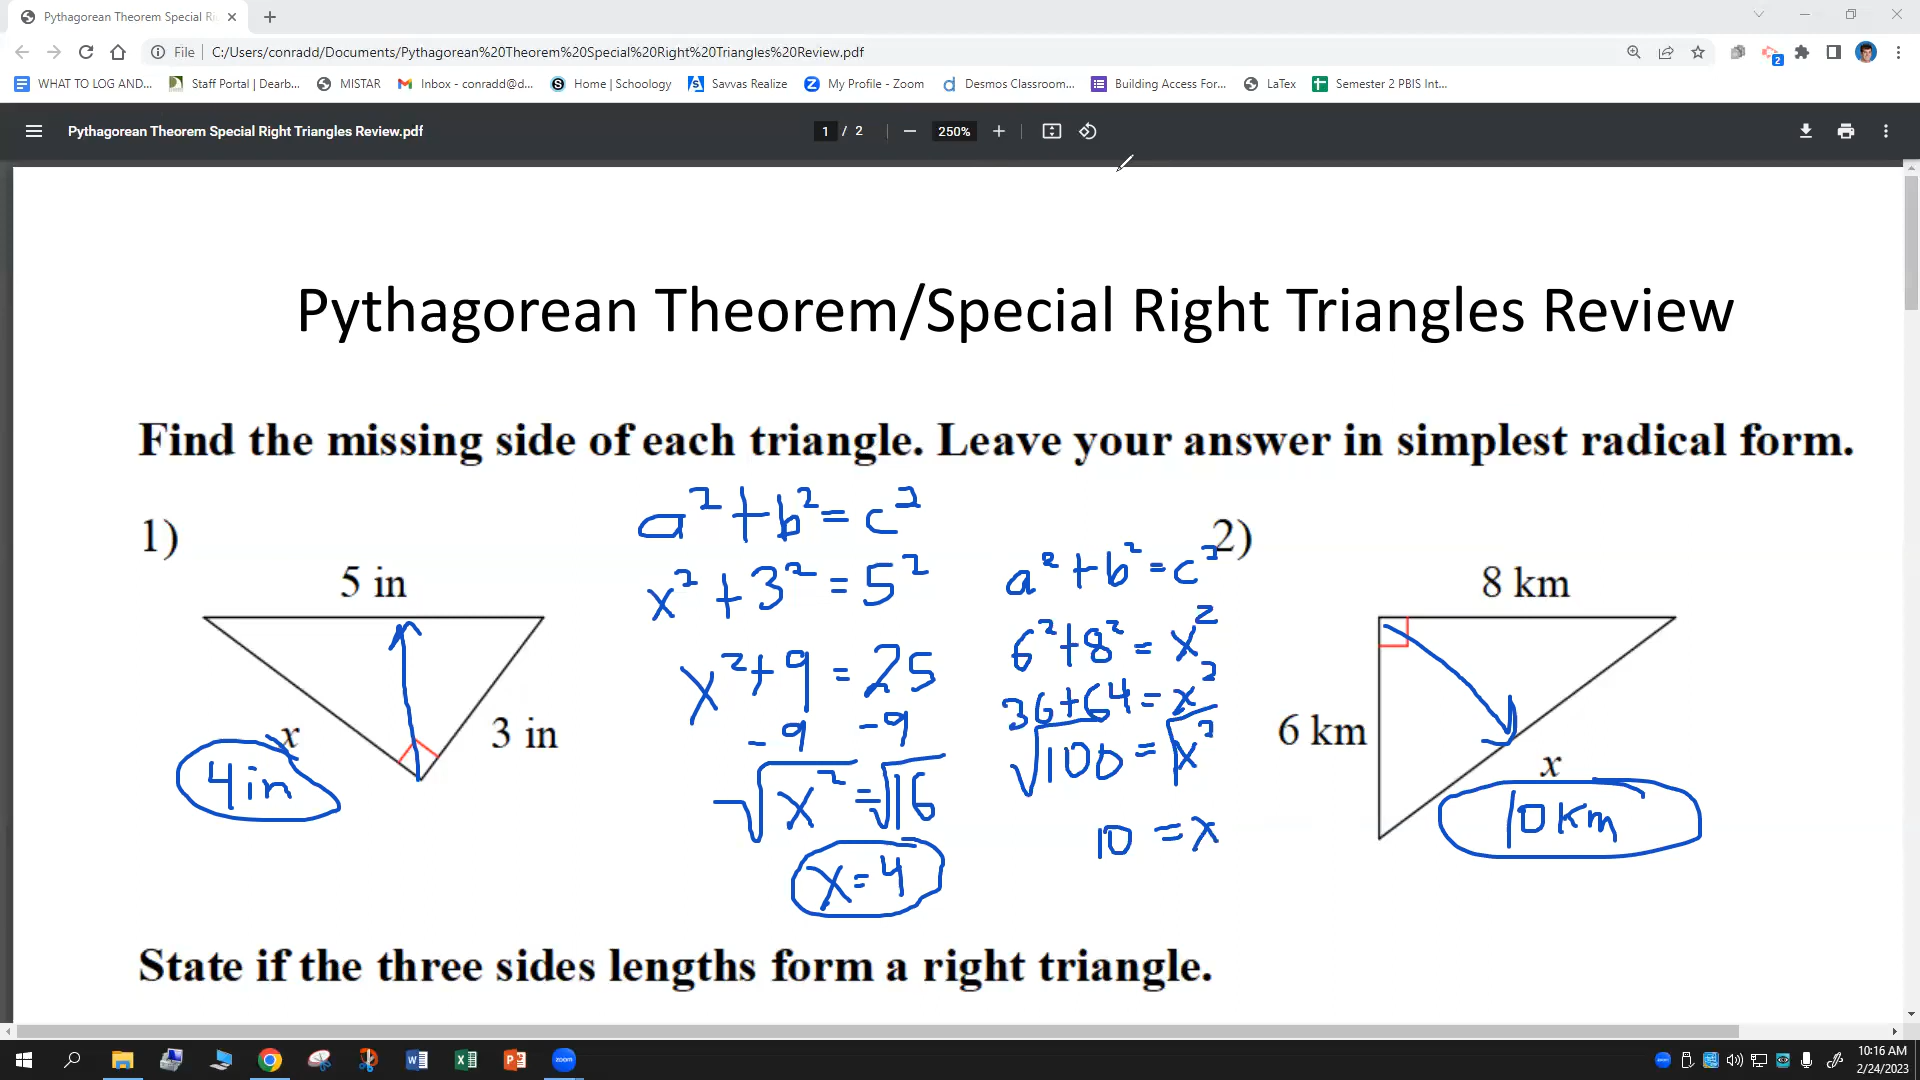 Pythagorean Theorem Special Ri
File | C:/Users/conradd/Documents/Pythagorean%20Theorem%20Special%20Right%20Triangles%20Review.pdf
2
WHAT TO LOG AND... Staff Portal | Dearb... MISTAR Inbox - conradd@d... Home | Schoology Savvas Realize My Profile - Zoom Desmos Classroom... Building Access For... LaTex Semester 2 PBIS Int...
Pythagorean Theorem Special Right Triangles Review.pdf 1 / 2 250%
Pythagorean Theorem/Special Right Triangles Review
Find the missing side of each triangle. Leave your answer in simplest radical form.
1)
5 in
x
3 in
4in
a² + b² = c²
x² + 3² = 5²
x² + 9 = 25
-9 -9
√x² = √16
x = 4
2)
8 km
6 km
x
10 km
a² + b² = c²
6² + 8² = x²
36 + 64 = x²
√100 = √x²
10 = x
State if the three sides lengths form a right triangle.
zoom
10:16 AM
2/24/2023